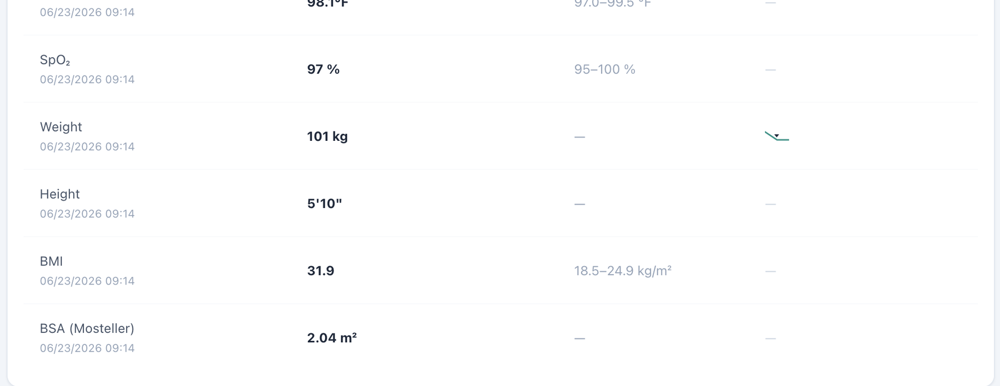 98.1°F 97.0–99.5 °F —
06/23/2026 09:14
SpO₂
97 % 95–100 % —
06/23/2026 09:14
Weight
101 kg —
06/23/2026 09:14
Height
5'10" — —
06/23/2026 09:14
BMI
31.9 18.5–24.9 kg/m² —
06/23/2026 09:14
BSA (Mosteller)
2.04 m² — —
06/23/2026 09:14